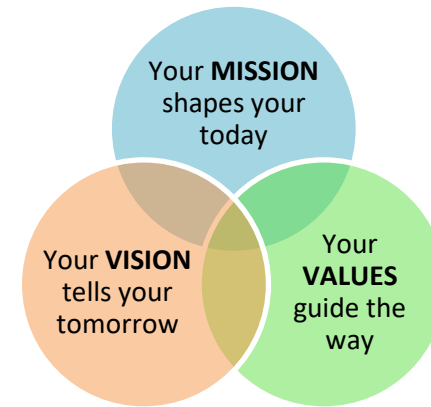 Your MISSION
shapes your
today
Your VISION
tells your
tomorrow
Your
VALUES
guide the
way